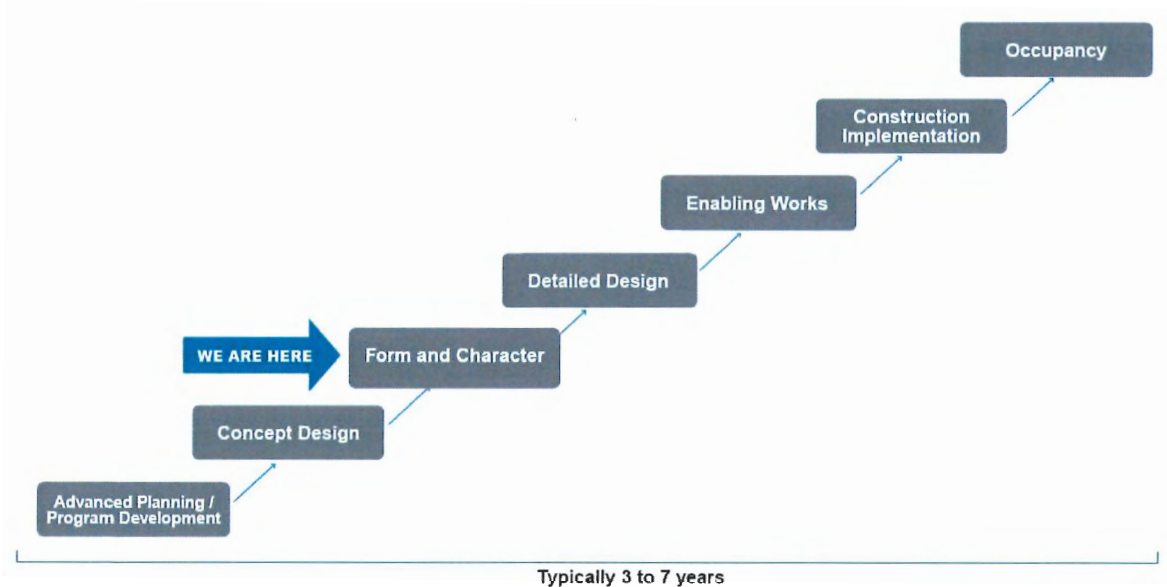 Occupancy
Construction
Implementation
Enabling Works
Detailed Design
WE ARE HERE
Form and Character
Concept Design
Advanced Planning /
Program Development
Typically 3 to 7 years